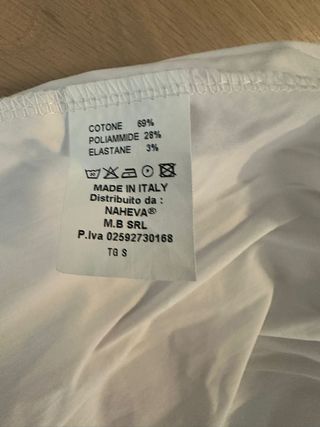 COTONE 69%
POLIAMMIDE 28%
ELASTANE 3%
MADE IN ITALY
Distribuito da :
NAHEVA®
M.B SRL
P.Iva 02592730168
TG S